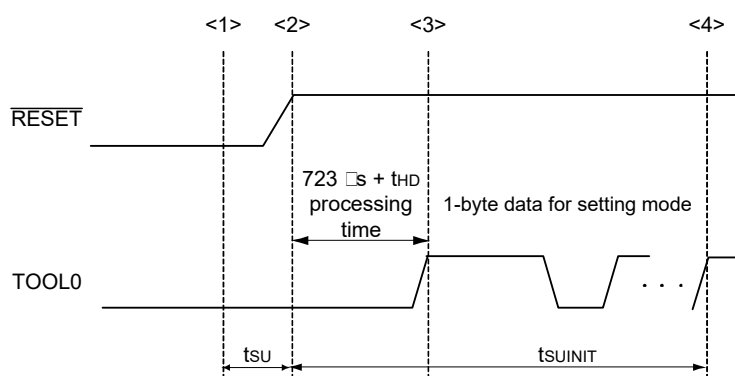 <1> <2> <3> <4>
RESET
723 □s + tHD
processing
time
1-byte data for setting mode
TOOL0
. . .
tSU
tSUINIT